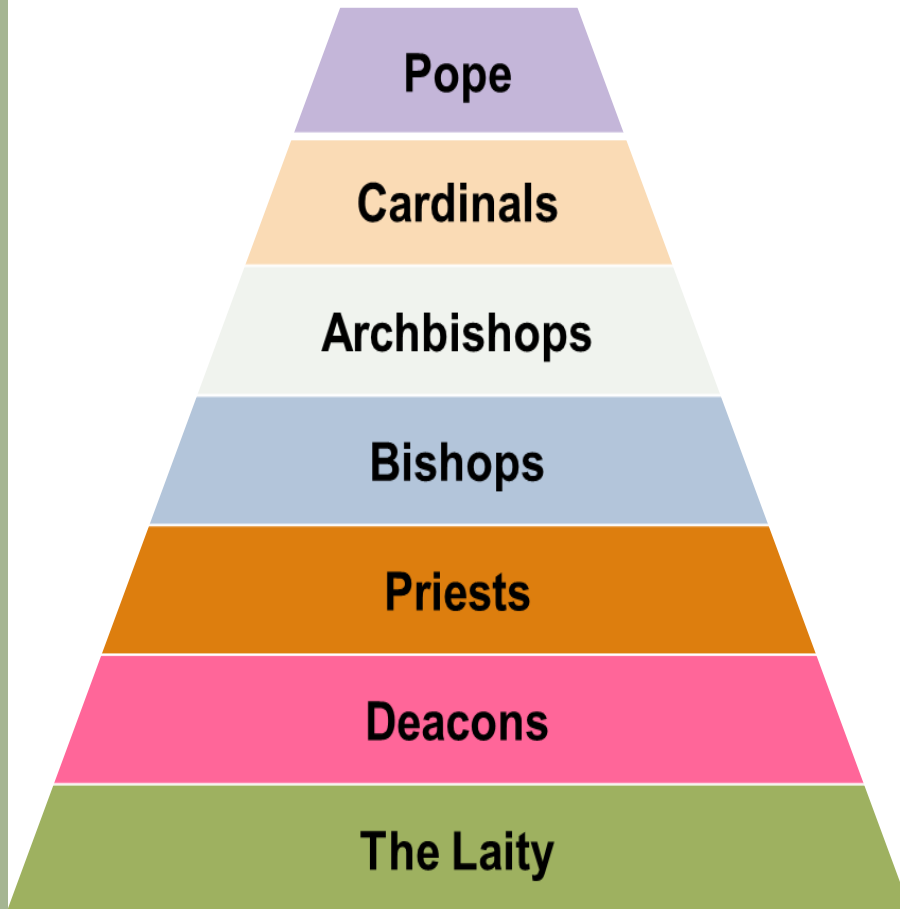 Pope
Cardinals
Archbishops
Bishops
Priests
Deacons
The Laity